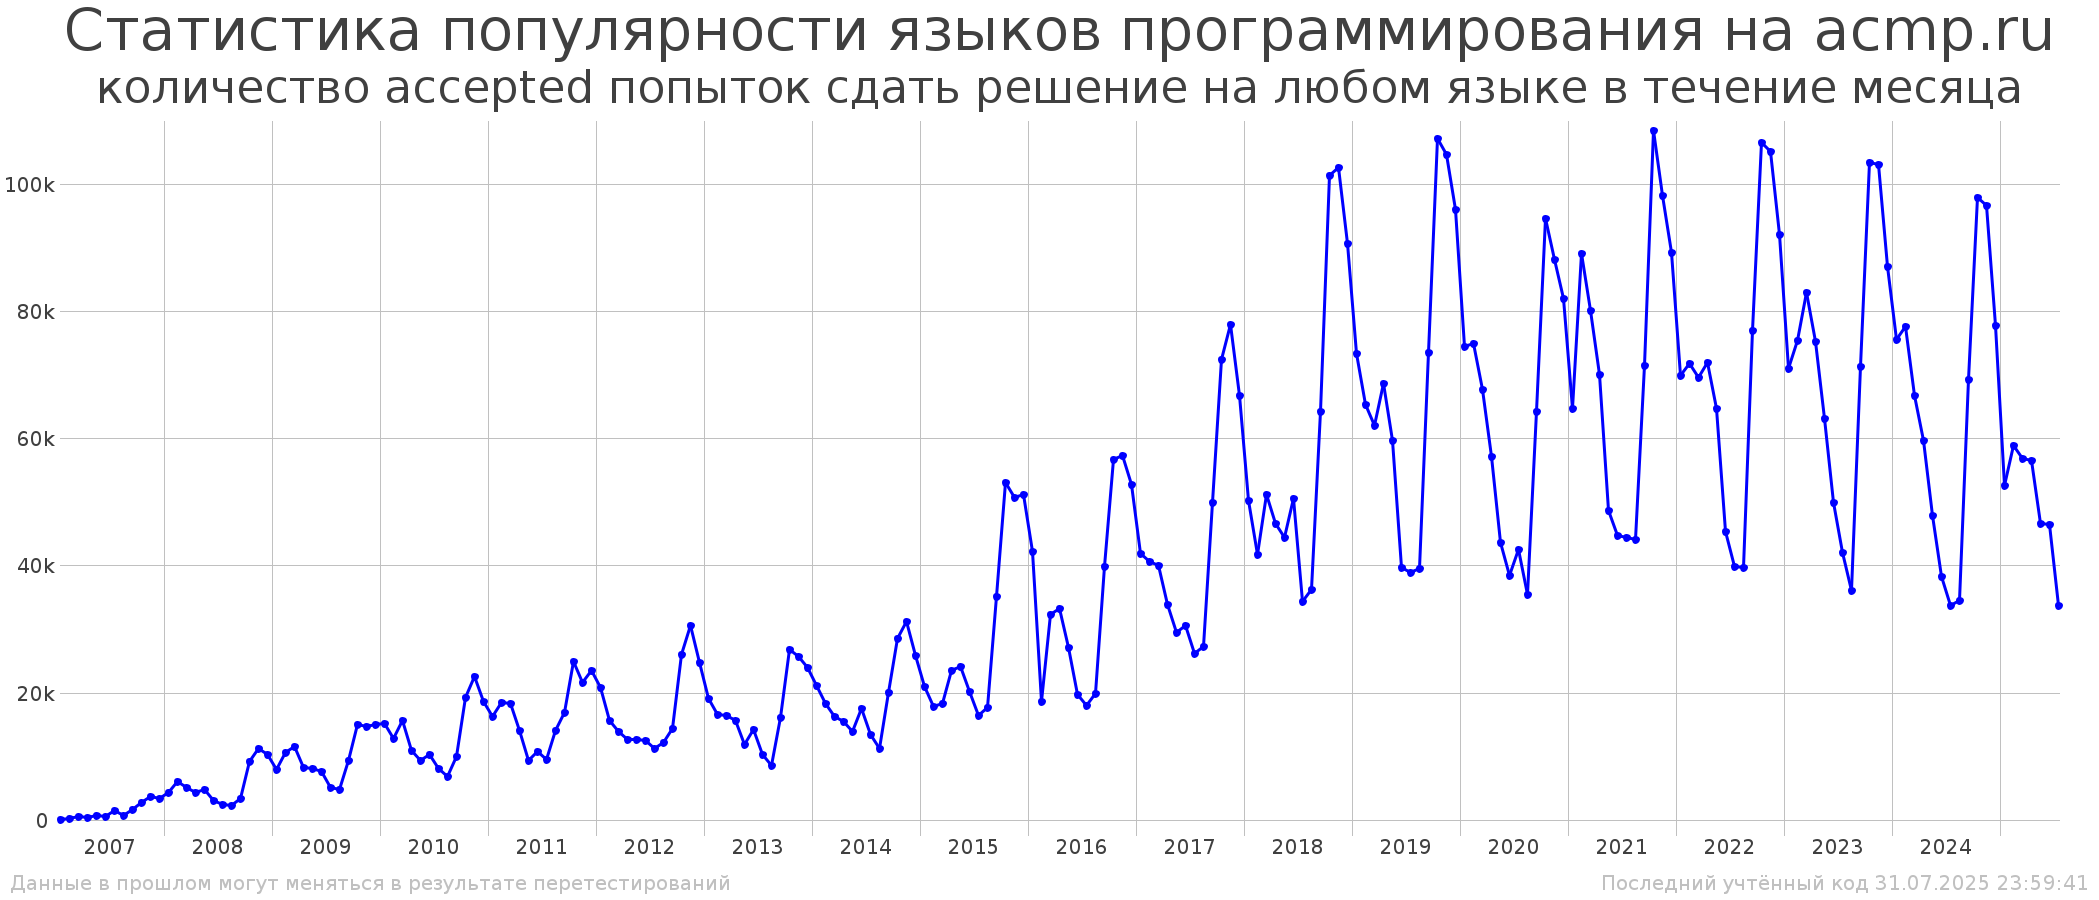 Статистика популярности языков программирования на acmp.ru
количество accepted попыток сдать решение на любом языке в течение месяца
100k
80k
60k
40k
20k
0
2007 2008 2009 2010 2011 2012 2013 2014 2015 2016 2017 2018 2019 2020 2021 2022 2023 2024
Данные в прошлом могут меняться в результате перетестирований
Последний учтённый код 31.07.2025 23:59:41